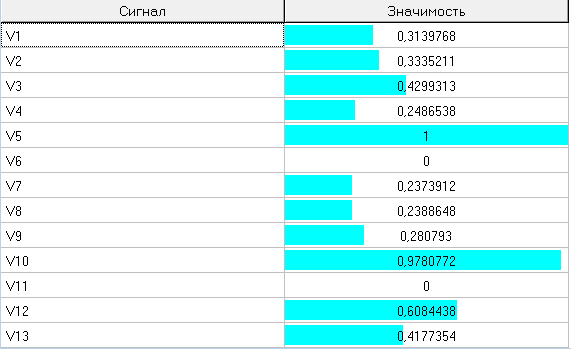 Сигнал Значимость
V1 0,3139768
V2 0,3335211
V3 0,4299313
V4 0,2486538
V5 1
V6 0
V7 0,2373912
V8 0,2388648
V9 0,280793
V10 0,9780772
V11 0
V12 0,6084438
V13 0,4177354